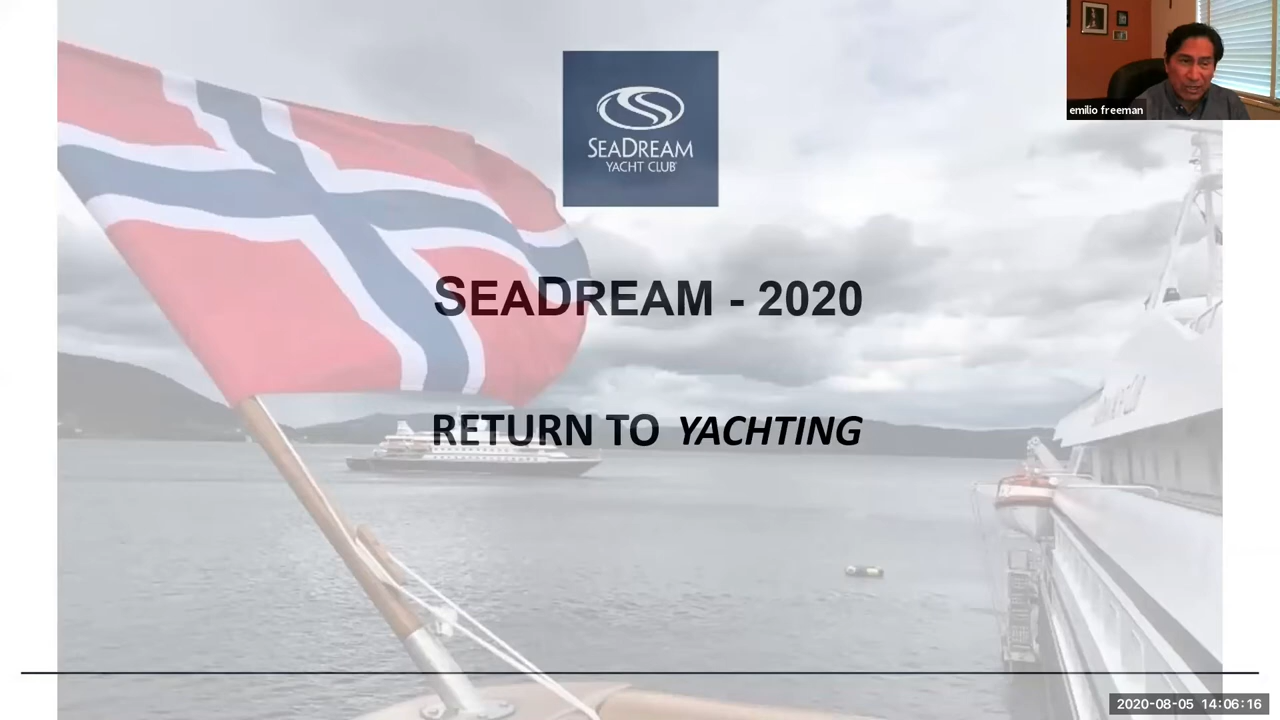 SEADREAM
YACHT CLUB
emilio freeman
SEADREAM - 2020
RETURN TO YACHTING
2020-08-05 14:06:16